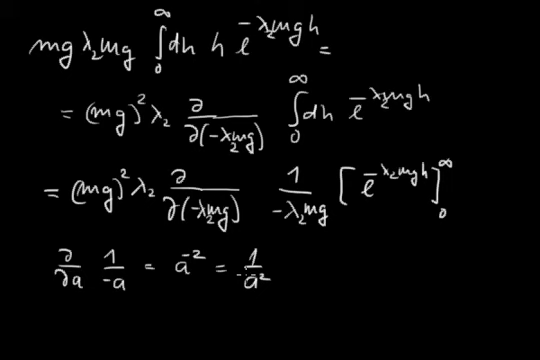 mg λ₂mg ∫₀^∞ dh h e^{-λ₂mgh} =
= (mg)² λ₂ ∂/∂(-λ₂mg) ∫₀^∞ dh e^{-λ₂mgh}
= (mg)² λ₂ ∂/∂(-λ₂mg) 1/(-λ₂mg) [e^{-λ₂mgh}]₀^∞
∂/∂a 1/-a = a⁻² = 1/a²